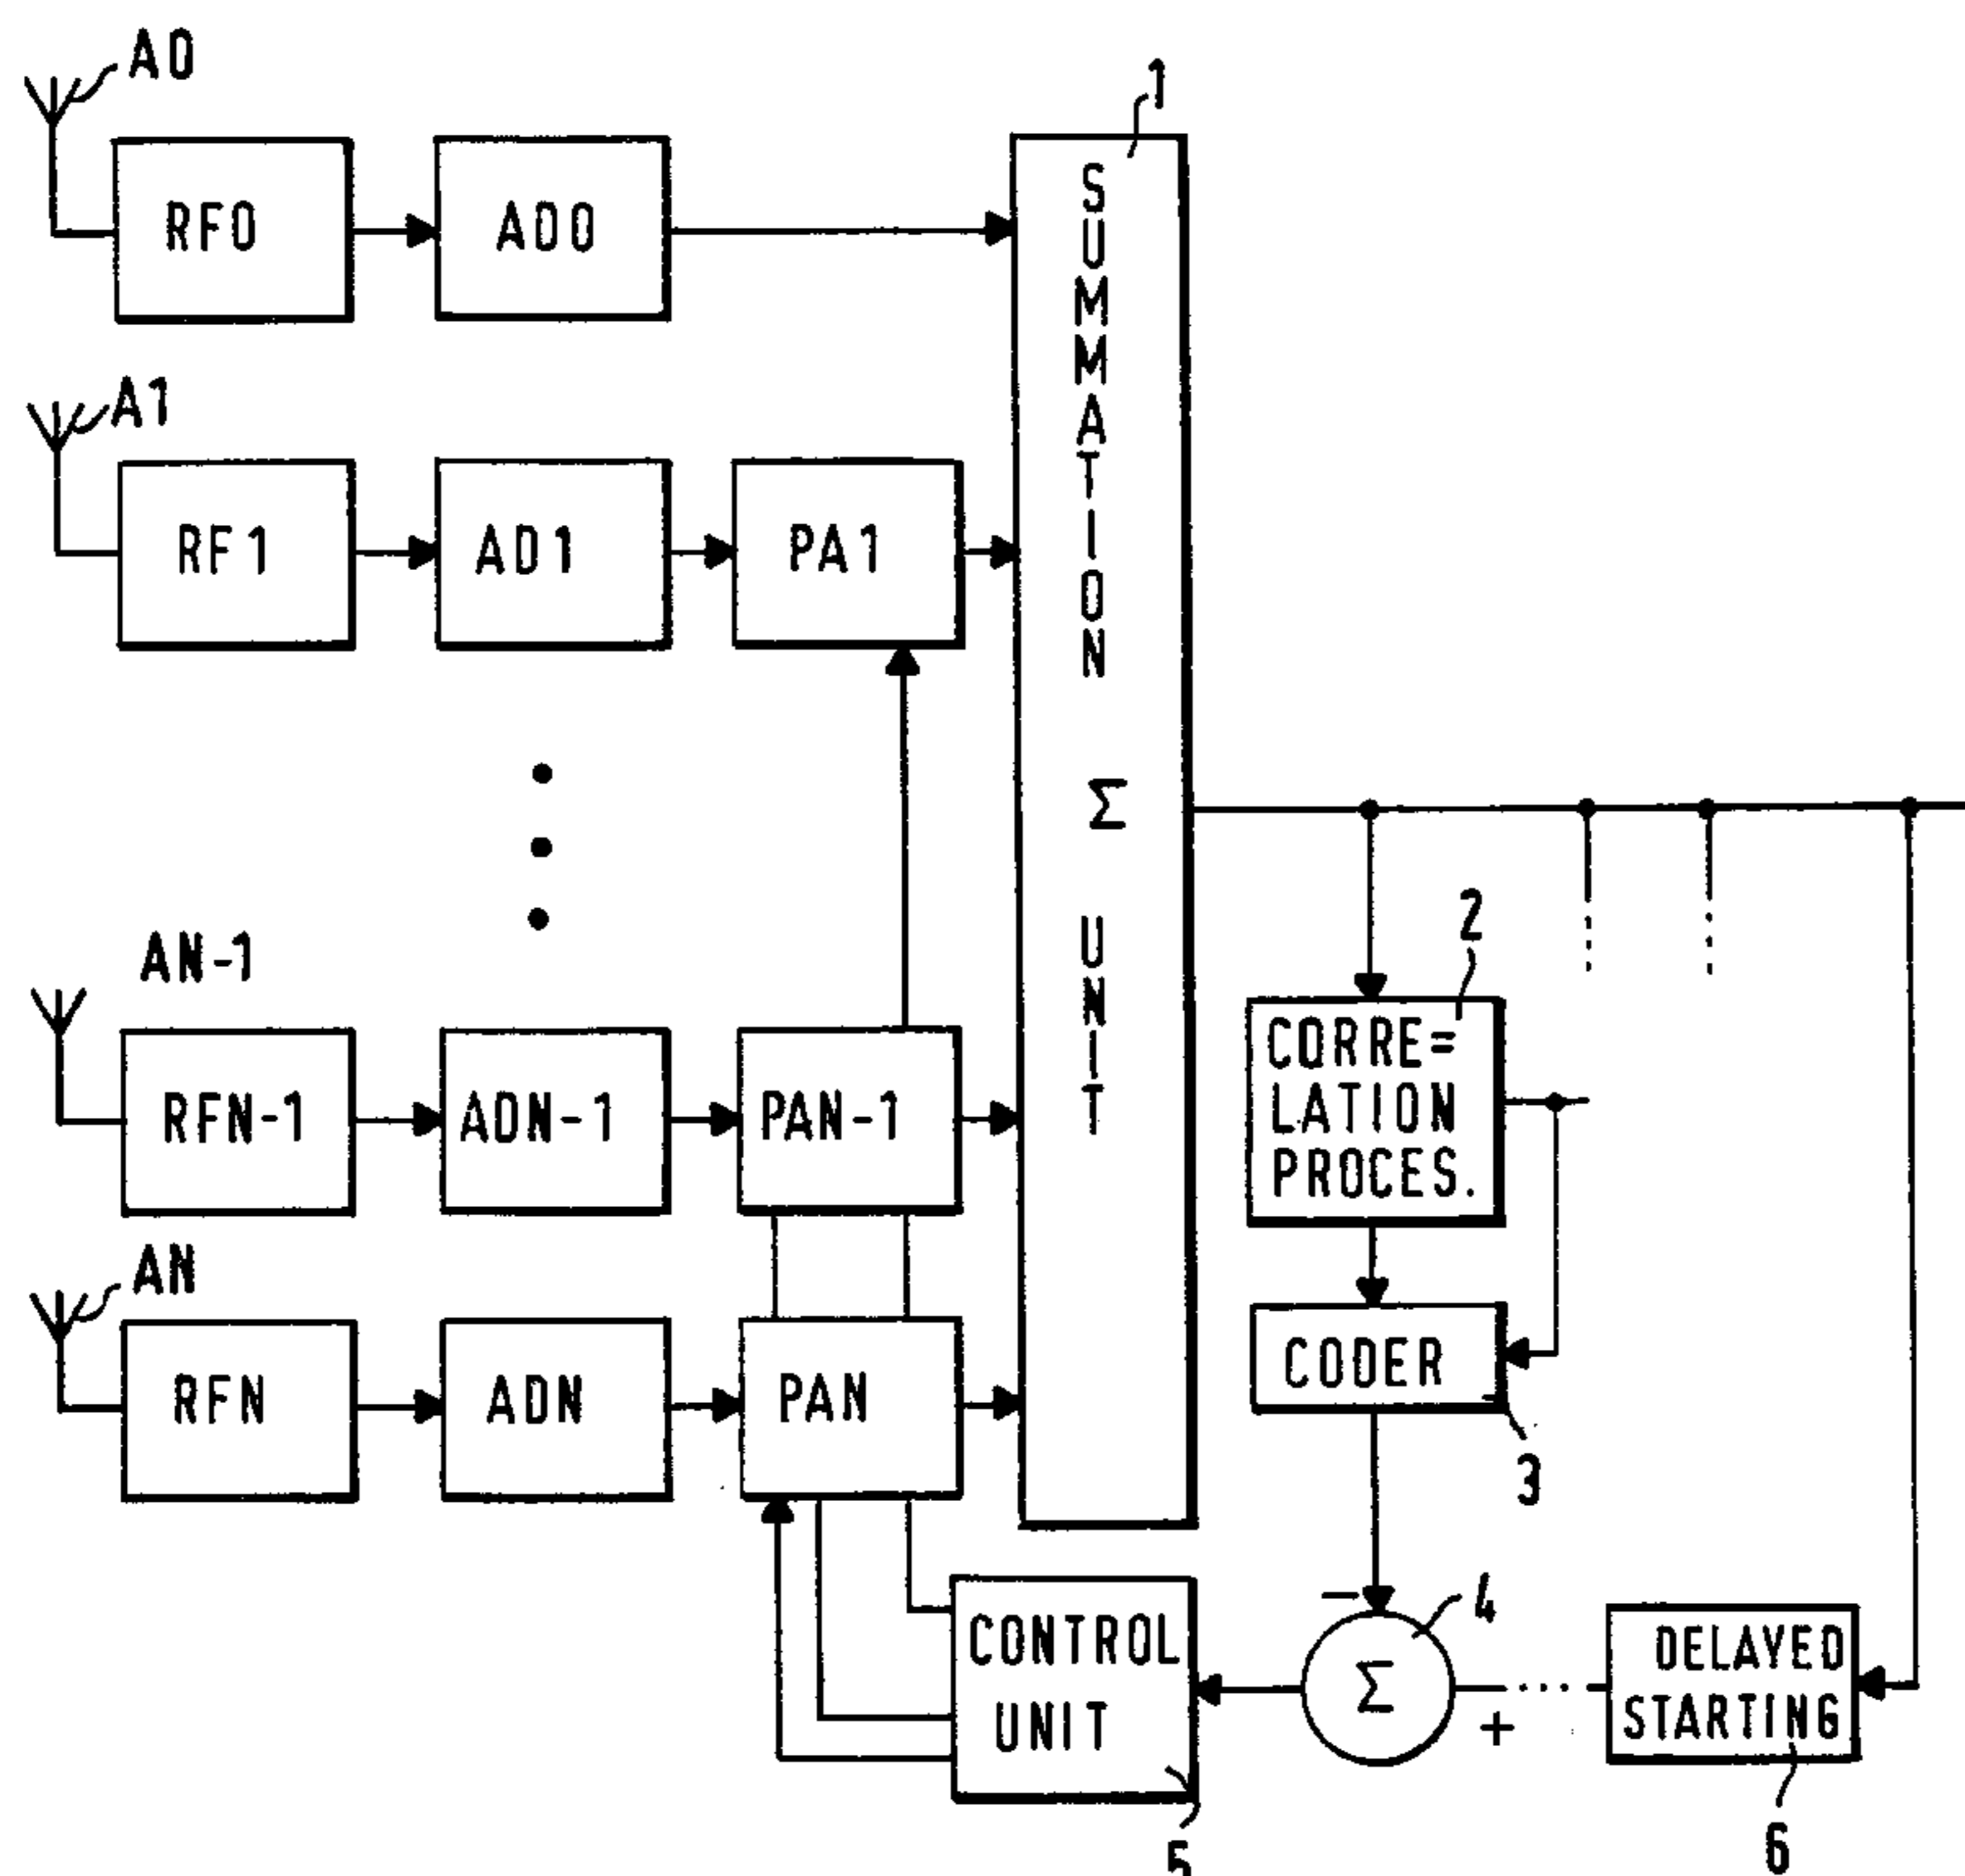 A0
1
RF0
AD0
SUMMATION Σ UNIT
A1
RF1
AD1
PA1
AN-1
2
RFN-1
ADN-1
PAN-1
CORRE=
LATION
PROCES.
AN
RFN
ADN
PAN
CODER
3
−
4
CONTROL
UNIT
Σ
+
DELAYED
STARTING
5
6